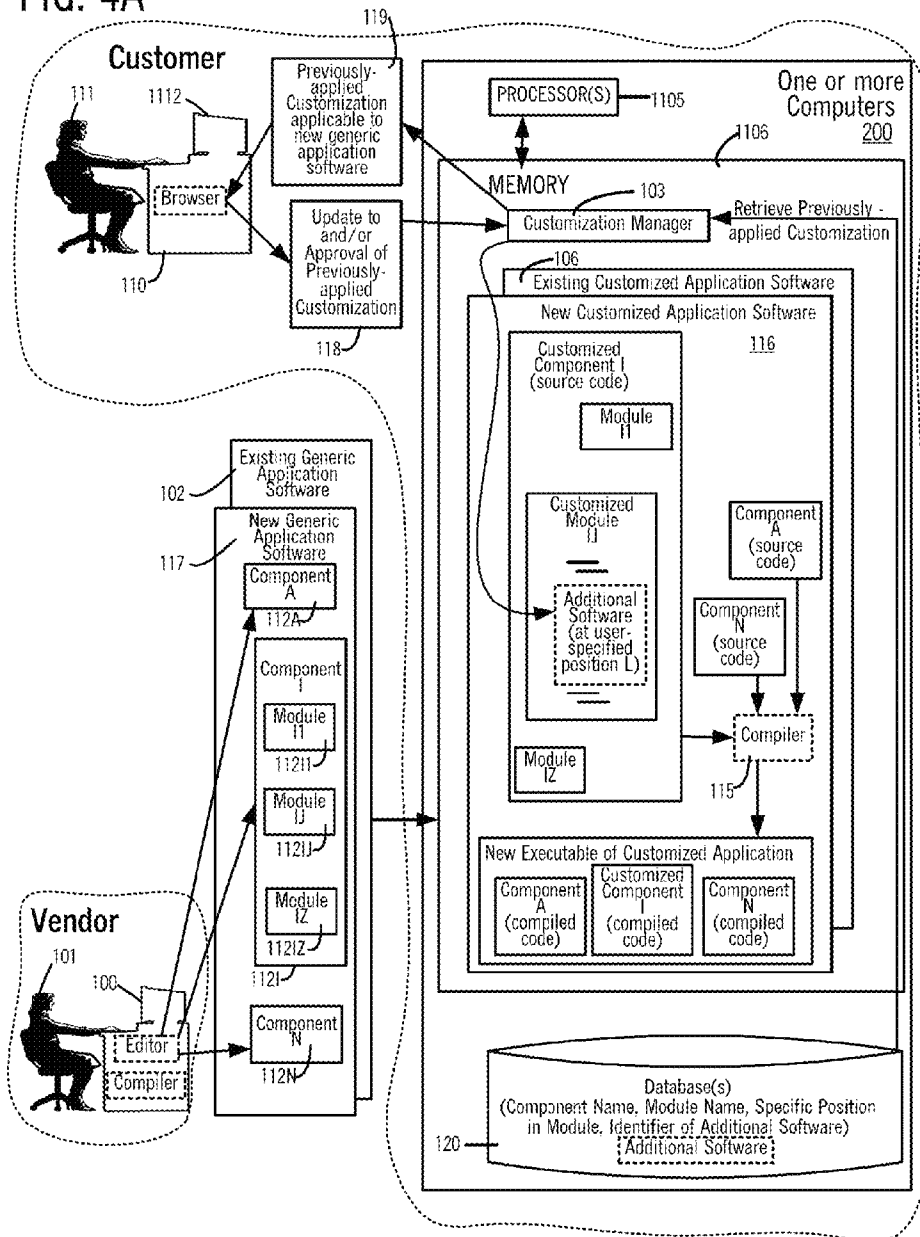 FIG. 4A
119
Customer
111
1112
Previously-
applied
Customization
applicable to
new generic
application
software
PROCESSOR(S)
1105
One or more
Computers
200
1106
MEMORY
103
Browser
Customization Manager
Retrieve Previously -
applied Customization
110
Update to
and/or
Approval of
Previously-
applied
Customization
118
106
Existing Customized Application Software
New Customized Application Software
116
Customized
Component I
(source code)
Module
I1
Existing Generic
Application
Software
102
New Generic
Application
Software
117
Component
A
112A
Customized
Module
IJ
Component
A
(source code)
Additional
Software
(at user-
specified
position L)
Component
N
(source
code)
Component
I
Module
I1
112I1
Compiler
115
Module
IZ
Module
IJ
112IJ
New Executable of Customized Application
Component
A
(compiled
code)
Customized
Component
I
(compiled
code)
Component
N
(compiled
code)
Module
IZ
112IZ
112I
Vendor
101
100
Editor
Compiler
Component
N
112N
Database(s)
(Component Name, Module Name, Specific Position
in Module, Identifier of Additional Software)
Additional Software
120